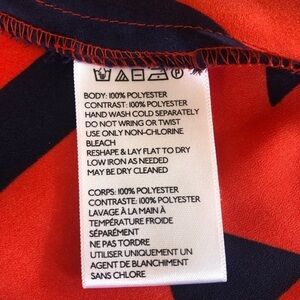 BODY: 100% POLYESTER
CONTRAST: 100% POLYESTER
HAND WASH COLD SEPARATELY
DO NOT WRING OR TWIST
USE ONLY NON-CHLORINE
BLEACH
RESHAPE & LAY FLAT TO DRY
LOW IRON AS NEEDED
MAY BE DRY CLEANED
CORPS: 100% POLYESTER
CONTRASTE: 100% POLYESTER
LAVAGE À LA MAIN À
TEMPÉRATURE FROIDE
SÉPARÉMENT
NE PAS TORDRE
UTILISER UNIQUEMENT UN
AGENT DE BLANCHIMENT
SANS CHLORE